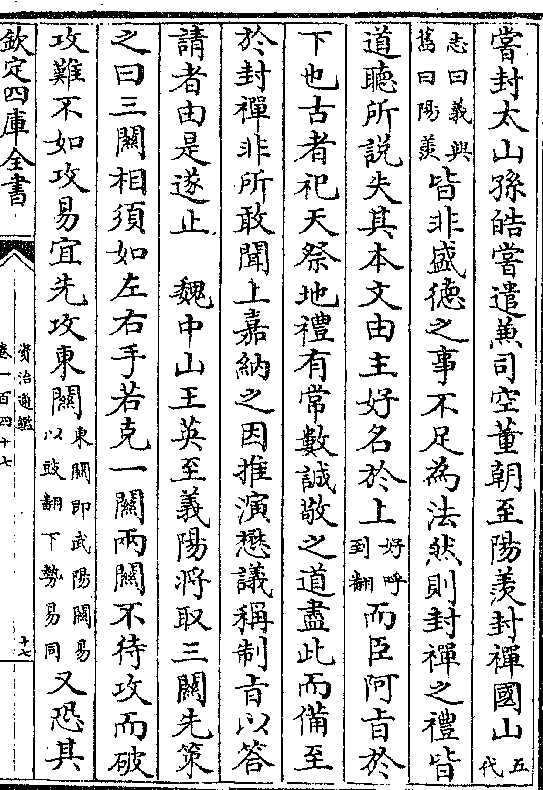 嘗封太山孫皓嘗遣兼司空董朝至陽羨封禪國山五代
志曰義興舊曰陽羨皆非盛德之事不足為法然則封禪之禮皆
道聽所說失其本文由主好名於上好呼到翻而臣阿旨於
下也古者祀天祭地禮有常數誠敬之道盡此而備至
於封禪非所敢聞上嘉納之因推演懋議稱制旨以答
請者由是遂止　魏中山王英至義陽將取三關先策
之曰三關相須如左右手若克一關兩關不待攻而破
攻難不如攻易宜先攻東關東關即武陽關易以豉翻下勢易同又恐其
欽定四庫全書
資治通鑑
卷一百四十七
十七